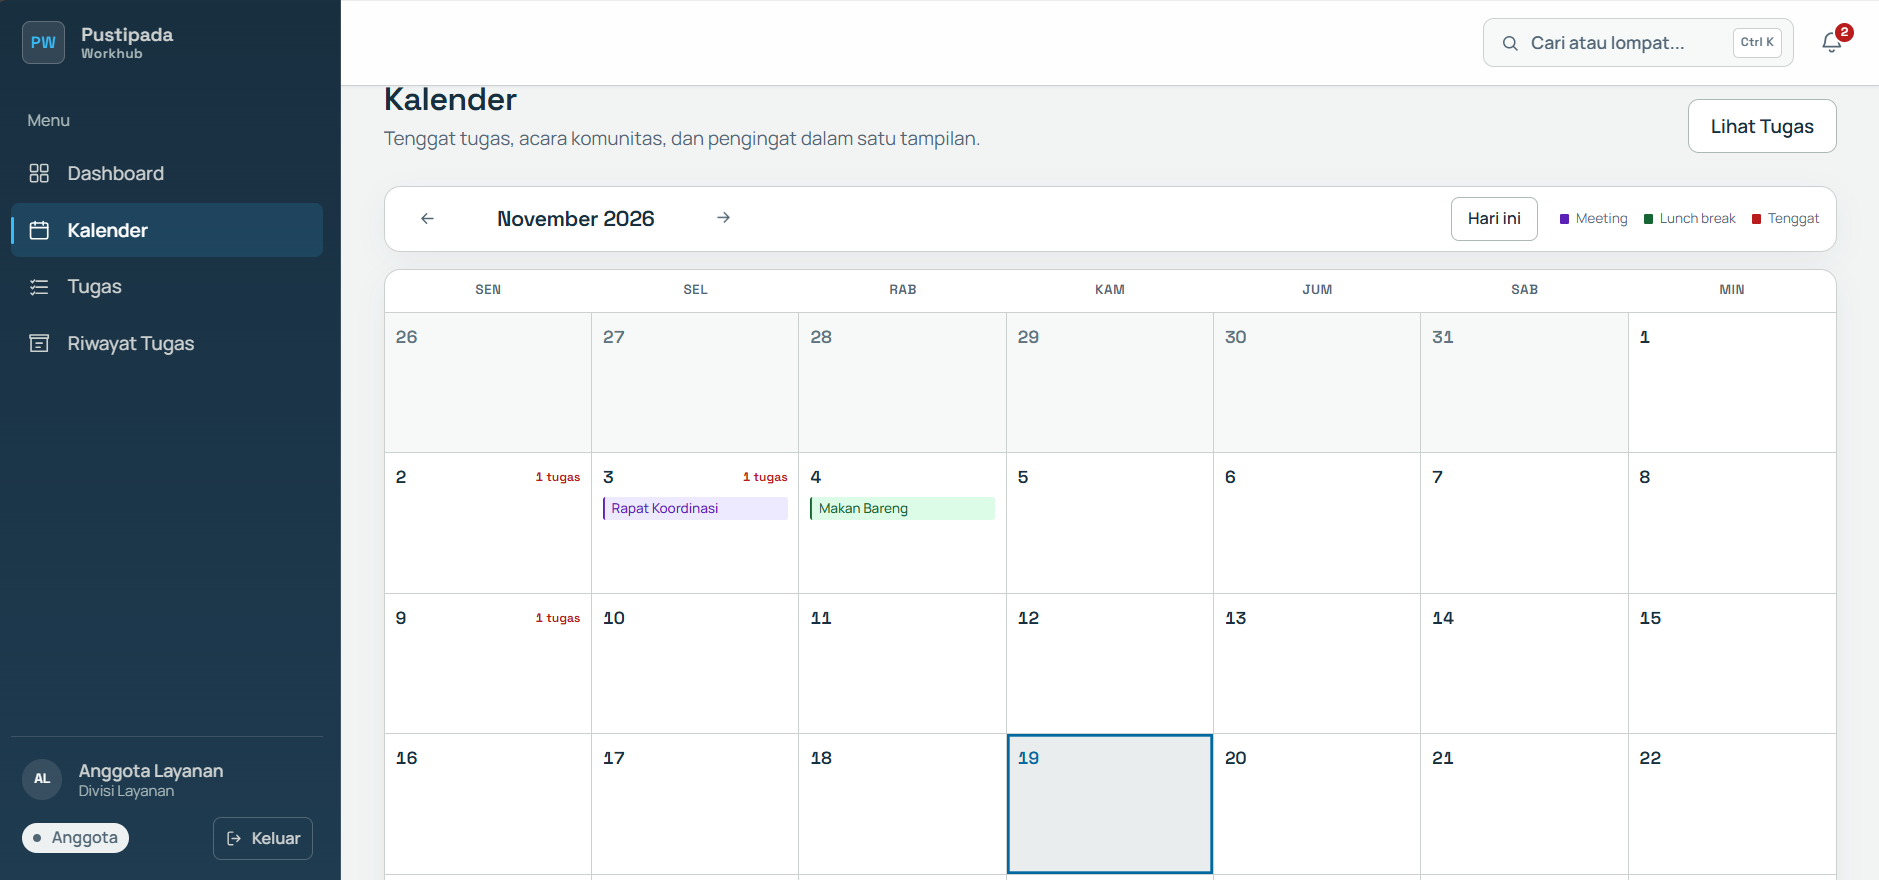 PW
Pustipada
Workhub
Menu
Dashboard
Kalender
Tugas
Riwayat Tugas
AL
Anggota Layanan
Divisi Layanan
Anggota
Keluar
Cari atau lompat...
Ctrl K
2
Kalender
Tenggat tugas, acara komunitas, dan pengingat dalam satu tampilan.
Lihat Tugas
November 2026
Hari ini
Meeting
Lunch break
Tenggat
SEN SEL RAB KAM JUM SAB MIN
26 27 28 29 30 31 1
2 1 tugas 3 1 tugas 4 5 6 7 8
Rapat Koordinasi Makan Bareng
9 1 tugas 10 11 12 13 14 15
16 17 18 19 20 21 22